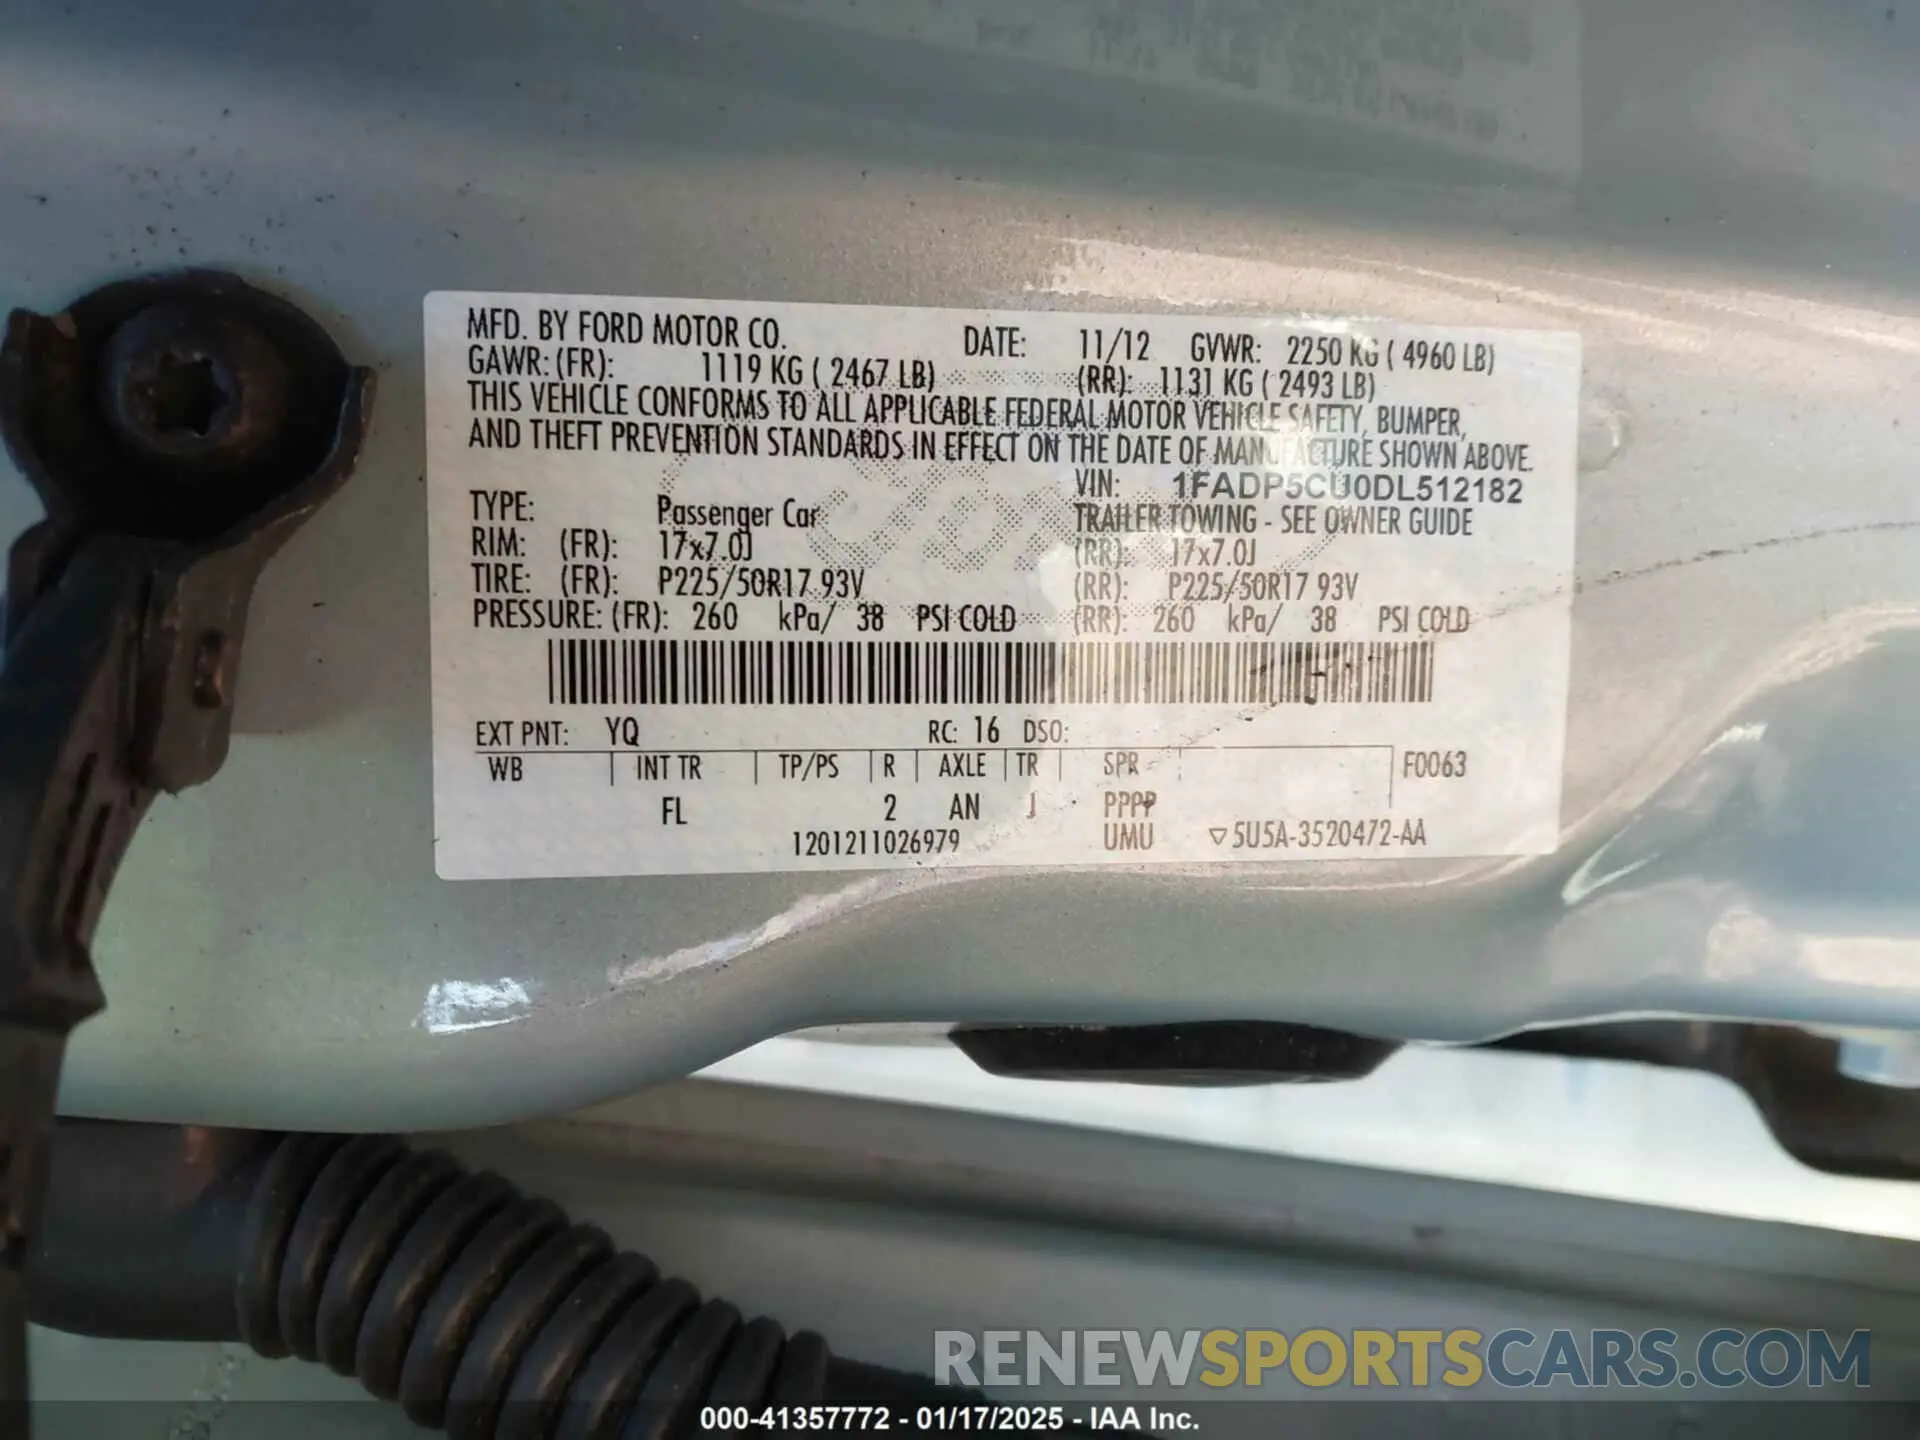 MFD. BY FORD MOTOR CO. DATE: 11/12 GVWR: 2250 KG ( 4960 LB)
GAWR: (FR): 1119 KG ( 2467 LB) (RR): 1131 KG ( 2493 LB)
THIS VEHICLE CONFORMS TO ALL APPLICABLE FEDERAL MOTOR VEHICLE SAFETY, BUMPER,
AND THEFT PREVENTION STANDARDS IN EFFECT ON THE DATE OF MANUFACTURE SHOWN ABOVE.
VIN: 1FADP5CU0DL512182
TYPE: Passenger Car TRAILER TOWING - SEE OWNER GUIDE
RIM: (FR): 17x7.0J (RR): 17x7.0J
TIRE: (FR): P225/50R17 93V (RR): P225/50R17 93V
PRESSURE: (FR): 260 kPa/ 38 PSI COLD (RR): 260 kPa/ 38 PSI COLD
EXT PNT: YQ RC: 16 DSO:
WB INT TR TP/PS R AXLE TR SPR F0063
FL 2 AN J PPPP
1201211026979 UMU ▽5U5A-3520472-AA
RENEWSPORTSCARS.COM
000-41357772 - 01/17/2025 - IAA Inc.